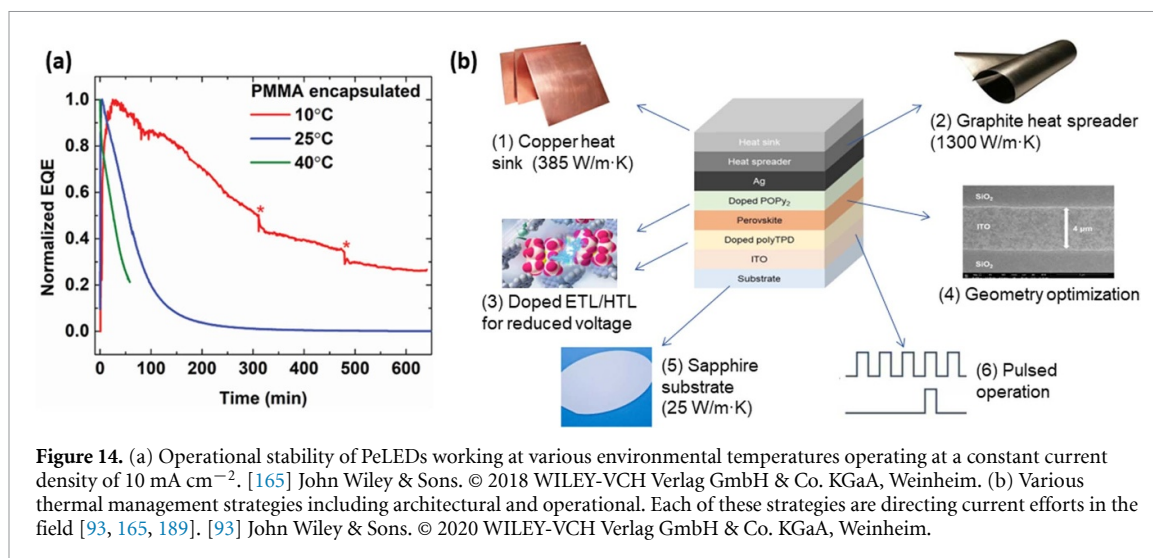 (a)
PMMA encapsulated
10°C
25°C
40°C
*
*
Normalized EQE
1.0
0.8
0.6
0.4
0.2
0.0
0 100 200 300 400 500 600
Time (min)
(b)
(1) Copper heat
sink (385 W/m·K)
(2) Graphite heat spreader
(1300 W/m·K)
Heat sink
Heat spreader
Ag
Doped POPy₂
Perovskite
Doped polyTPD
ITO
Substrate
(3) Doped ETL/HTL
for reduced voltage
SiO₂
ITO
4 μm
SiO₂
(4) Geometry optimization
(5) Sapphire
substrate
(25 W/m·K)
(6) Pulsed
operation
Figure 14. (a) Operational stability of PeLEDs working at various environmental temperatures operating at a constant current
density of 10 mA cm⁻². [165] John Wiley & Sons. © 2018 WILEY-VCH Verlag GmbH & Co. KGaA, Weinheim. (b) Various
thermal management strategies including architectural and operational. Each of these strategies are directing current efforts in the
field [93, 165, 189]. [93] John Wiley & Sons. © 2020 WILEY-VCH Verlag GmbH & Co. KGaA, Weinheim.